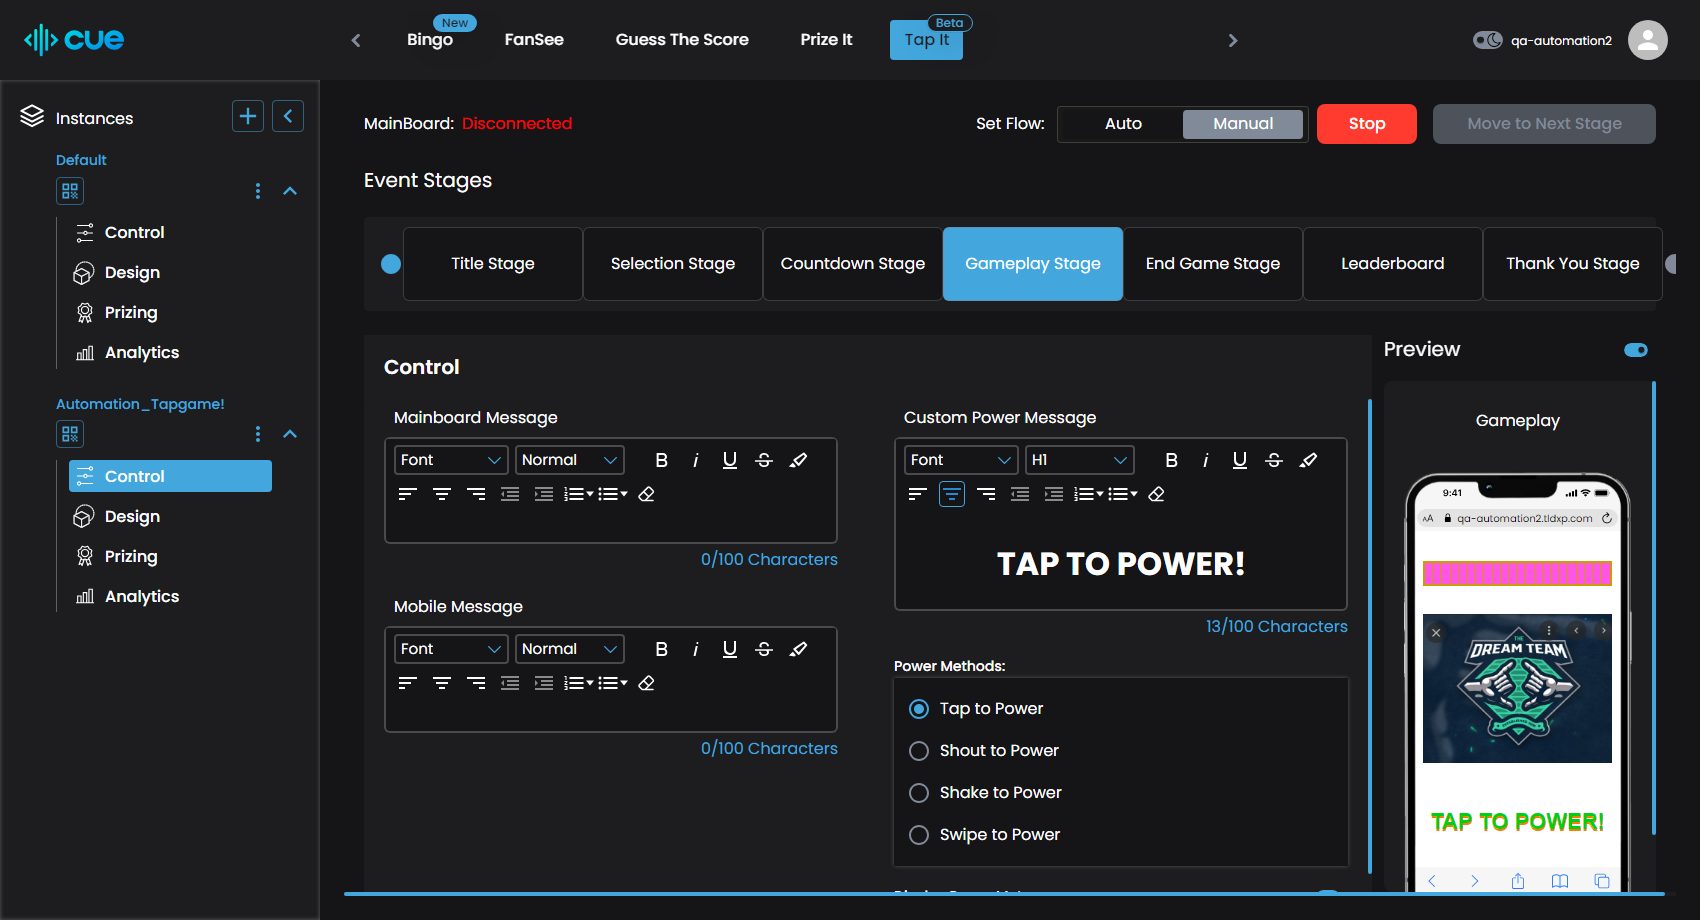 cue
New
Bingo
FanSee
Guess The Score
Prize It
Beta
Tap It
qa-automation2
Instances
Default
Control
Design
Prizing
Analytics
Automation_Tapgame!
Control
Design
Prizing
Analytics
MainBoard: Disconnected
Set Flow:
Auto
Manual
Stop
Move to Next Stage
Event Stages
Title Stage
Selection Stage
Countdown Stage
Gameplay Stage
End Game Stage
Leaderboard
Thank You Stage
Control
Mainboard Message
Font
Normal
B i U S
0/100 Characters
Mobile Message
Font
Normal
B i U S
0/100 Characters
Custom Power Message
Font
H1
B i U S
TAP TO POWER!
13/100 Characters
Power Methods:
Tap to Power
Shout to Power
Shake to Power
Swipe to Power
Preview
Gameplay
9:41
AA qa-automation2.tldxp.com
THE
DREAM TEAM
TAP TO POWER!